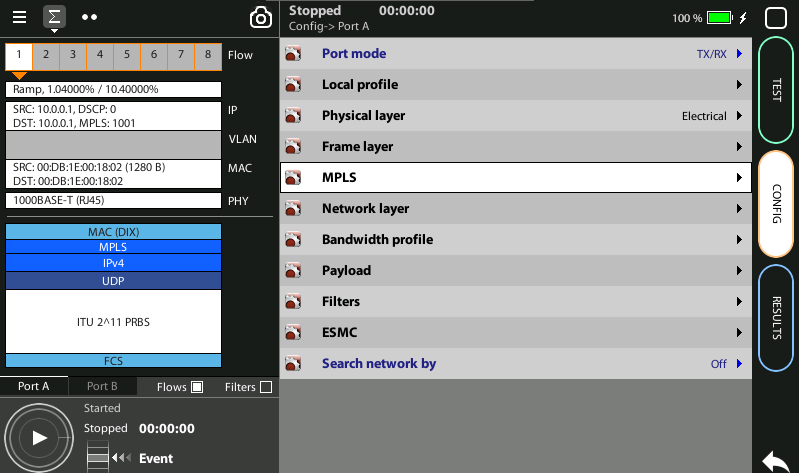 Stopped 00:00:00
Config-> Port A
100 %
1 2 3 4 5 6 7 8 Flow
Ramp, 1.04000% / 10.40000%
SRC: 10.0.0.1, DSCP: 0
DST: 10.0.0.1, MPLS: 1001
IP
VLAN
SRC: 00:DB:1E:00:18:02 (1280 B)
DST: 00:DB:1E:00:18:02
MAC
1000BASE-T (RJ45)
PHY
MAC (DIX)
MPLS
IPv4
UDP
ITU 2^11 PRBS
FCS
Port A Port B Flows Filters
Started
Stopped 00:00:00
Event
Port mode TX/RX
Local profile
Physical layer Electrical
Frame layer
MPLS
Network layer
Bandwidth profile
Payload
Filters
ESMC
Search network by Off
TEST
CONFIG
RESULTS